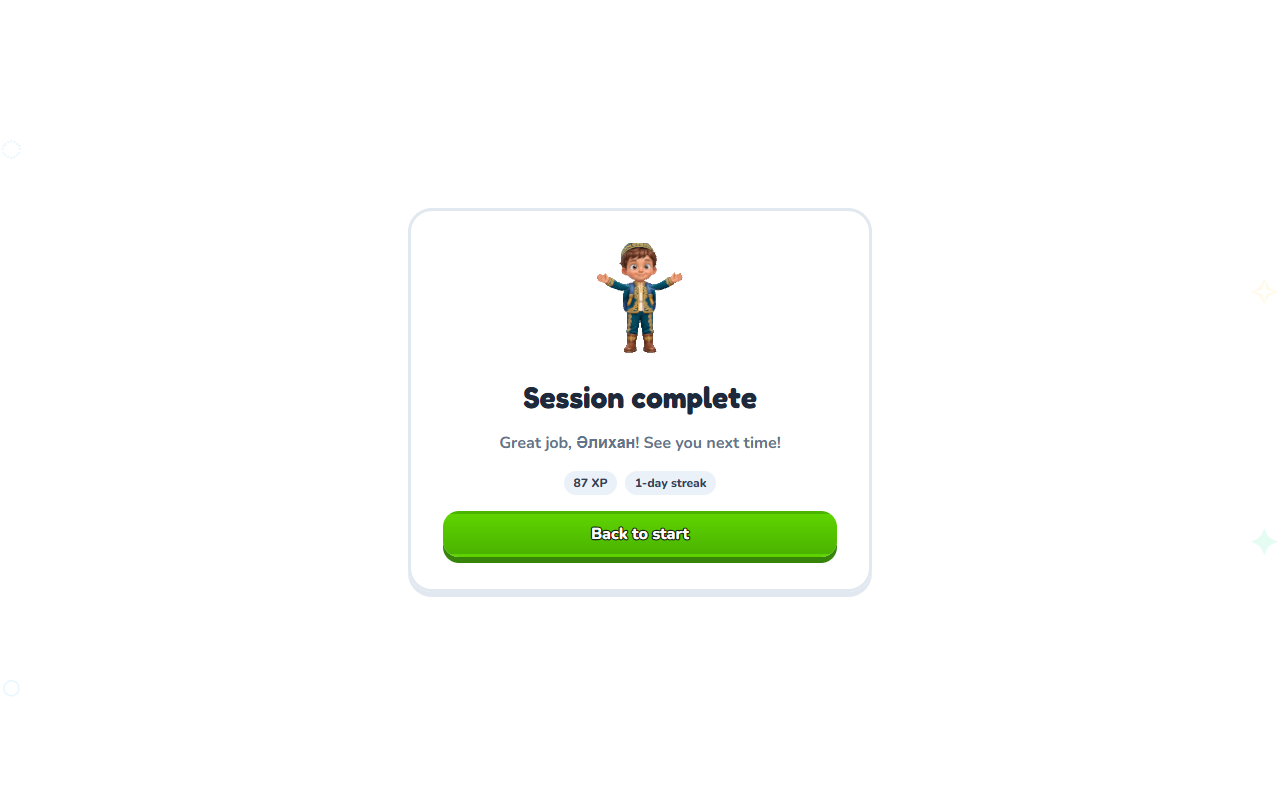 Session complete
Great job, Әлихан! See you next time!
87 XP 1-day streak
Back to start